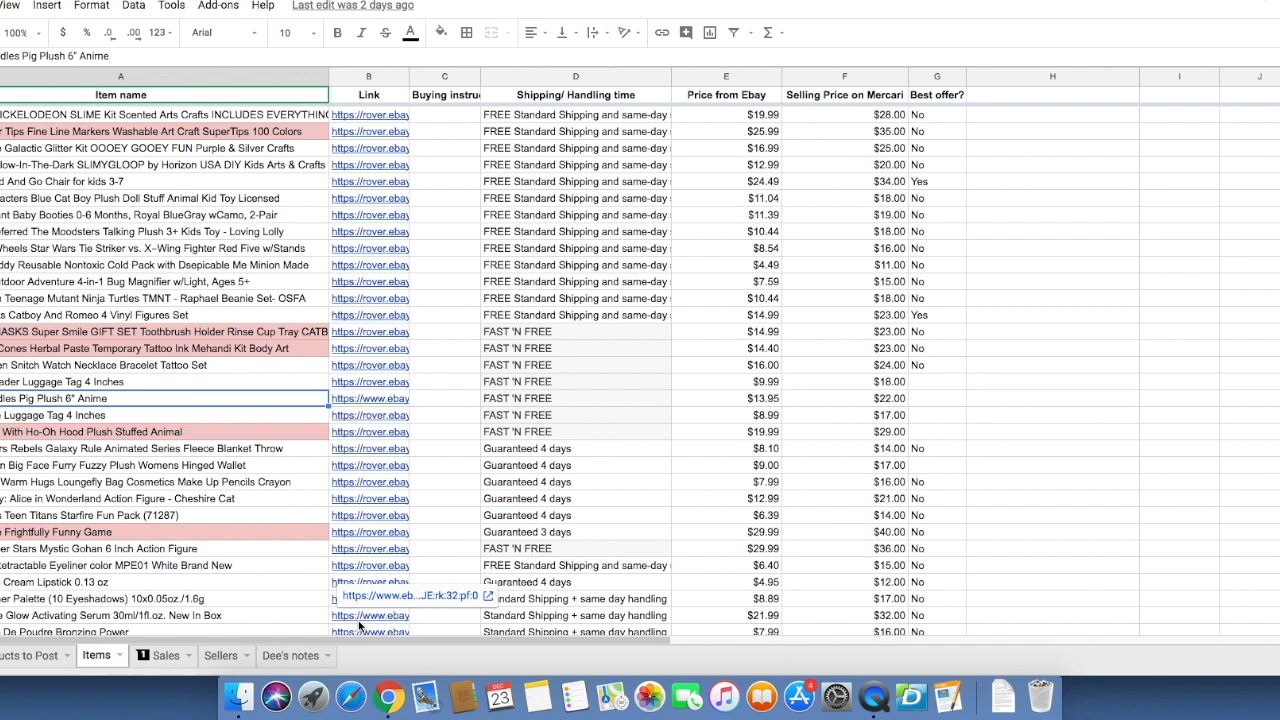 View Insert Format Data Tools Add-ons Help Last edit was 2 days ago
100% $ % .0 .00 123 Arial 10 B I S A
dles Pig Plush 6" Anime
A B C D E F G H I J
Item name Link Buying instru Shipping/ Handling time Price from Ebay Selling Price on Mercari Best offer?
ICKELODEON SLIME Kit Scented Arts Crafts INCLUDES EVERYTHING https://rover.ebay FREE Standard Shipping and same-day s $19.99 $28.00 No
r Tips Fine Line Markers Washable Art Craft SuperTips 100 Colors https://rover.ebay FREE Standard Shipping and same-day s $25.99 $35.00 No
e Galactic Glitter Kit OOOEY GOOEY FUN Purple & Silver Crafts https://rover.ebay FREE Standard Shipping and same-day s $16.99 $25.00 No
low-In-The-Dark SLIMYGLOOP by Horizon USA DIY Kids Arts & Crafts https://rover.ebay FREE Standard Shipping and same-day s $12.99 $20.00 No
d And Go Chair for kids 3-7 https://rover.ebay FREE Standard Shipping and same-day s $24.49 $34.00 Yes
acters Blue Cat Boy Plush Doll Stuff Animal Kid Toy Licensed https://rover.ebay FREE Standard Shipping and same-day s $11.04 $18.00 No
ant Baby Booties 0-6 Months, Royal BlueGray wCamo, 2-Pair https://rover.ebay FREE Standard Shipping and same-day s $11.39 $19.00 No
ferred The Moodsters Talking Plush 3+ Kids Toy - Loving Lolly https://rover.ebay FREE Standard Shipping and same-day s $10.44 $18.00 No
Wheels Star Wars Tie Striker vs. X–Wing Fighter Red Five w/Stands https://rover.ebay FREE Standard Shipping and same-day s $8.54 $16.00 No
ddy Reusable Nontoxic Cold Pack with Dsepicable Me Minion Made https://rover.ebay FREE Standard Shipping and same-day s $4.49 $11.00 No
tdoor Adventure 4-in-1 Bug Magnifier w/Light, Ages 5+ https://rover.ebay FREE Standard Shipping and same-day s $7.59 $15.00 No
n Teenage Mutant Ninja Turtles TMNT - Raphael Beanie Set- OSFA https://rover.ebay FREE Standard Shipping and same-day s $10.44 $18.00 No
s Catboy And Romeo 4 Vinyl Figures Set https://rover.ebay FREE Standard Shipping and same-day s $14.99 $23.00 Yes
MASKS Super Smile GIFT SET Toothbrush Holder Rinse Cup Tray CATB https://rover.ebay FAST 'N FREE $14.99 $23.00 No
Cones Herbal Paste Temporary Tattoo Ink Mehandi Kit Body Art https://rover.ebay FAST 'N FREE $14.40 $23.00 No
en Snitch Watch Necklace Bracelet Tattoo Set https://rover.ebay FAST 'N FREE $16.00 $24.00 No
ader Luggage Tag 4 Inches https://rover.ebay FAST 'N FREE $9.99 $18.00
dles Pig Plush 6" Anime https://www.ebay FAST 'N FREE $13.95 $22.00
e Luggage Tag 4 Inches https://rover.ebay FAST 'N FREE $8.99 $17.00
With Ho-Oh Hood Plush Stuffed Animal https://rover.ebay FAST 'N FREE $19.99 $29.00
rs Rebels Galaxy Rule Animated Series Fleece Blanket Throw https://rover.ebay Guaranteed 4 days $8.10 $14.00 No
n Big Face Furry Fuzzy Plush Womens Hinged Wallet https://rover.ebay Guaranteed 4 days $9.00 $17.00
Warm Hugs Loungefly Bag Cosmetics Make Up Pencils Crayon https://rover.ebay Guaranteed 4 days $7.99 $16.00 No
y: Alice in Wonderland Action Figure - Cheshire Cat https://rover.ebay Guaranteed 4 days $12.99 $21.00 No
s Teen Titans Starfire Fun Pack (71287) https://rover.ebay Guaranteed 4 days $6.39 $14.00 No
e Frightfully Funny Game https://rover.ebay Guaranteed 3 days $29.99 $40.00 No
er Stars Mystic Gohan 6 Inch Action Figure https://rover.ebay FAST 'N FREE $29.99 $36.00 No
etractable Eyeliner color MPE01 White Brand New https://rover.ebay FREE Standard Shipping and same-day s $6.40 $15.00 No
Cream Lipstick 0.13 oz https://rover.ebay Guaranteed 4 days $4.95 $12.00 No
er Palette (10 Eyeshadows) 10x0.05oz./1.6g h https://www.eb...JE:rk:32:pf:0 ndard Shipping + same day handling $8.89 $17.00 No
e Glow Activating Serum 30ml/1fl.oz. New In Box https://www.ebay Standard Shipping + same day handling $21.99 $32.00 No
De Poudre Bronzing Power https://www.ebay Standard Shipping + same day handling $7.99 $16.00 No
ucts to Post Items 1 Sales Sellers Dee's notes
DEC 23 4